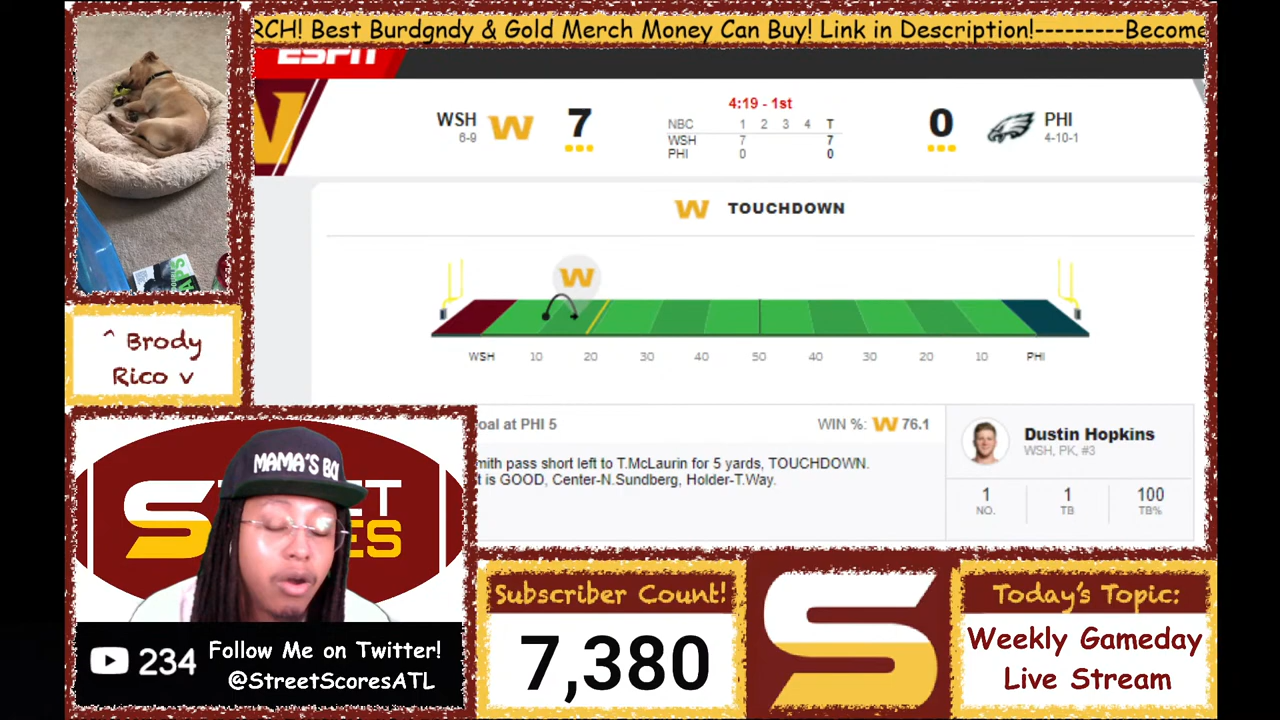 RCH! Best Burdgndy & Gold Merch Money Can Buy! Link in Description!---------Become
ESPN
WSH
6-9
W
7
4:19 - 1st
NBC 1 2 3 4 T
WSH 7 7
PHI 0 0
0
PHI
4-10-1
W TOUCHDOWN
W
WSH 10 20 30 40 50 40 30 20 10 PHI
oal at PHI 5
WIN %: W 76.1
mith pass short left to T.McLaurin for 5 yards, TOUCHDOWN.
t is GOOD, Center-N.Sundberg, Holder-T.Way.
Dustin Hopkins
WSH, PK, #3
1 1 100
NO. TB TB%
^ Brody
Rico v
MAMA'S BOY
234
Follow Me on Twitter!
@StreetScoresATL
Subscriber Count!
7,380
S
Today's Topic:
Weekly Gameday
Live Stream